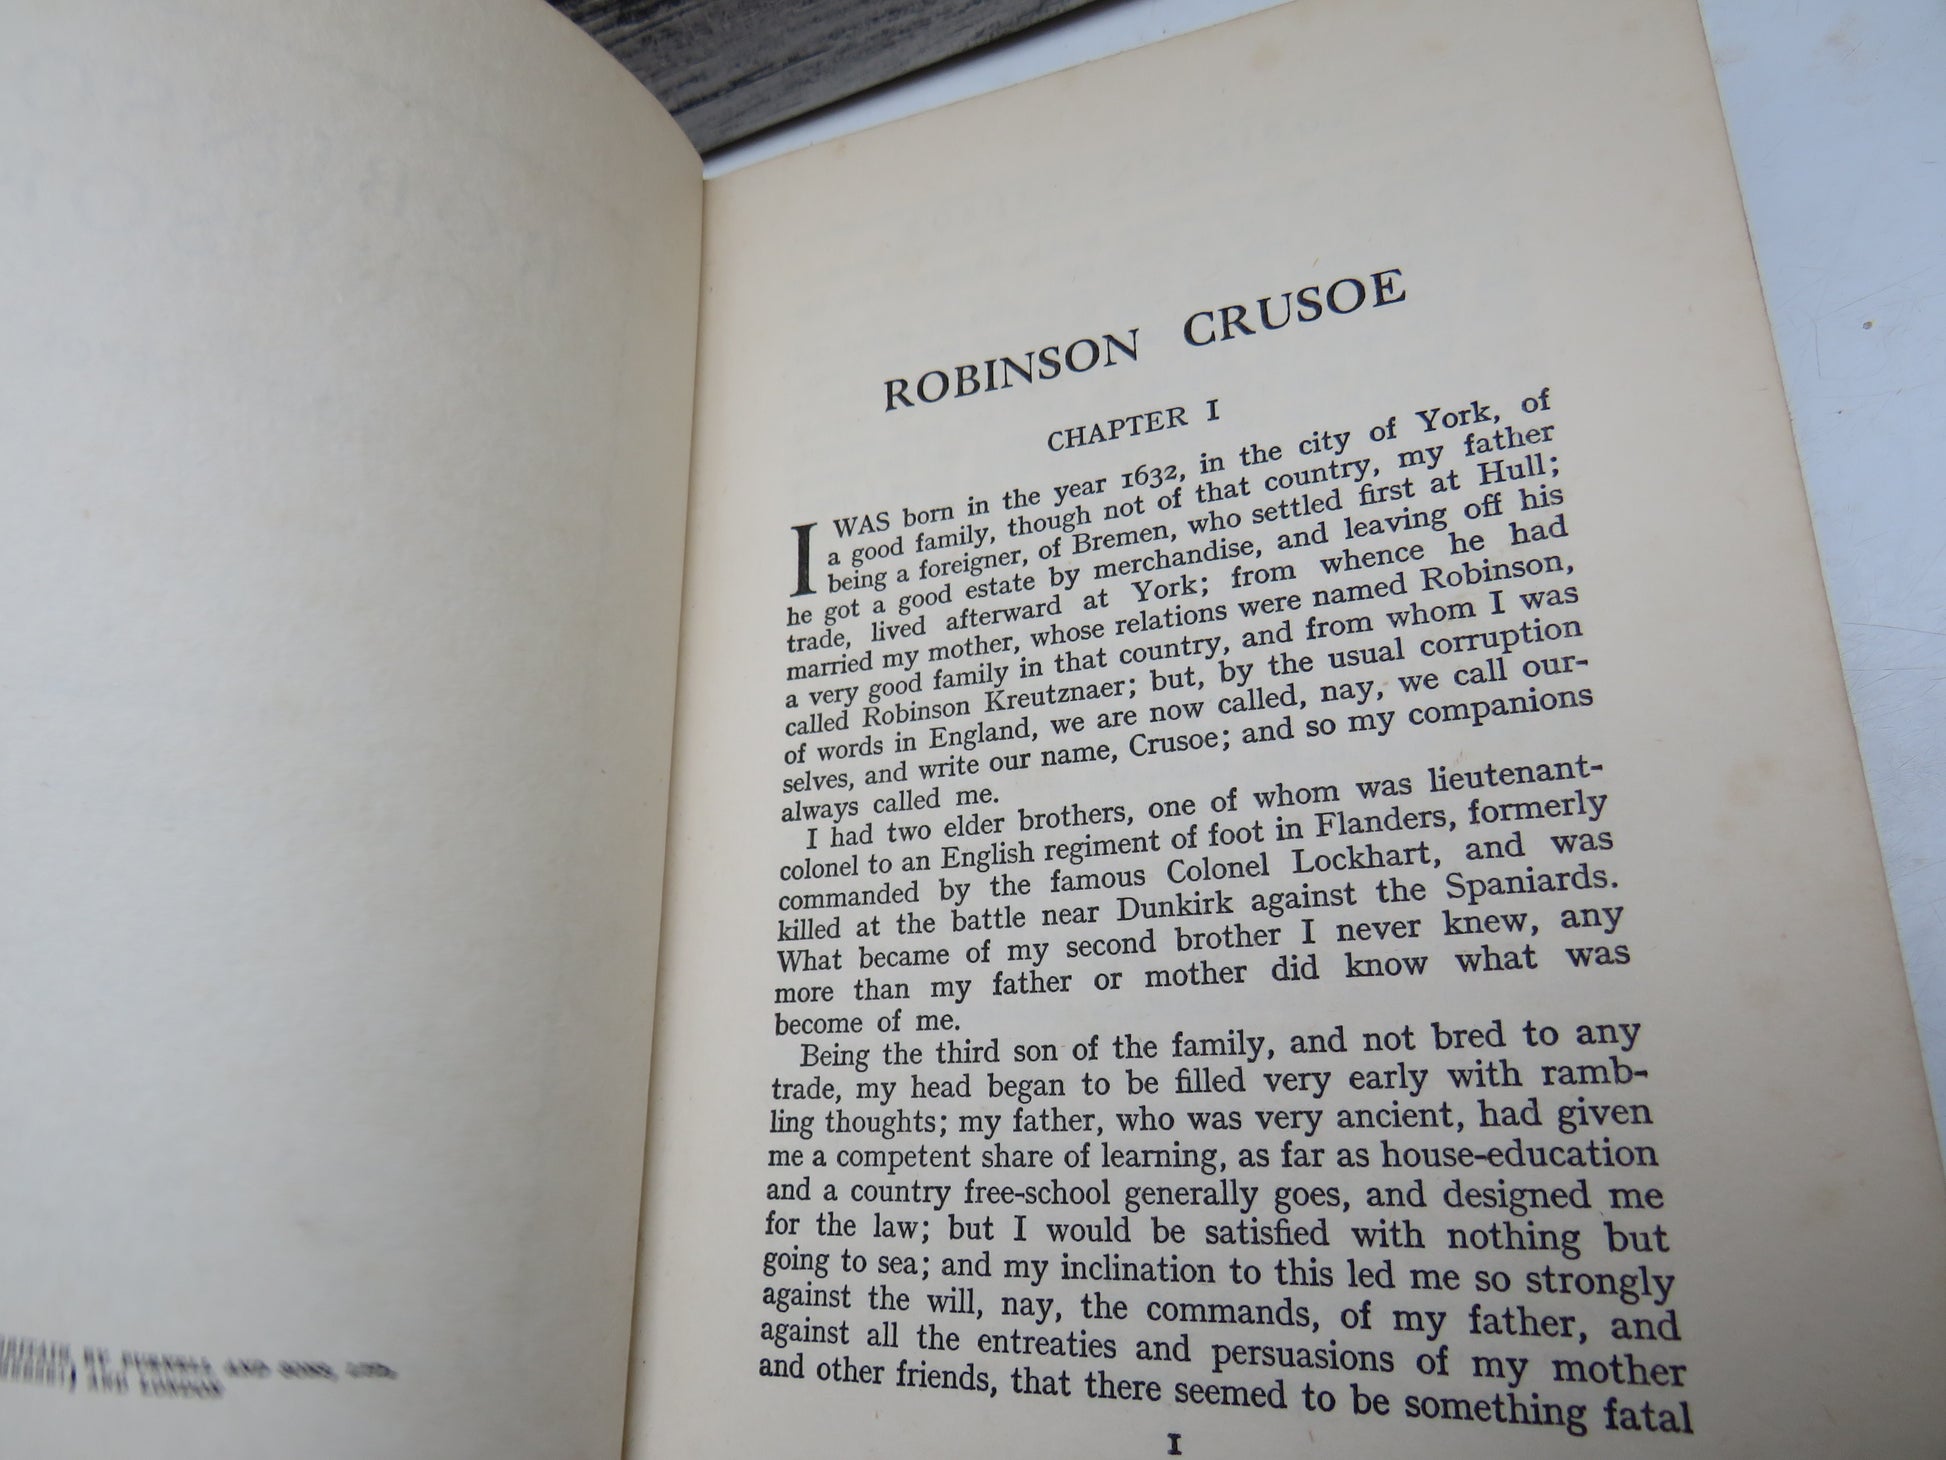 BY PURNELL AND SONS, LTD.
AND LONDON
ROBINSON CRUSOE
CHAPTER I
I WAS born in the year 1632, in the city of York, of
a good family, though not of that country, my father
being a foreigner, of Bremen, who settled first at Hull;
he got a good estate by merchandise, and leaving off his
trade, lived afterward at York; from whence he had
married my mother, whose relations were named Robinson,
a very good family in that country, and from whom I was
called Robinson Kreutznaer; but, by the usual corruption
of words in England, we are now called, nay, we call our-
selves, and write our name, Crusoe; and so my companions
always called me.
I had two elder brothers, one of whom was lieutenant-
colonel to an English regiment of foot in Flanders, formerly
commanded by the famous Colonel Lockhart, and was
killed at the battle near Dunkirk against the Spaniards.
What became of my second brother I never knew, any
more than my father or mother did know what was
become of me.
Being the third son of the family, and not bred to any
trade, my head began to be filled very early with ramb-
ling thoughts; my father, who was very ancient, had given
me a competent share of learning, as far as house-education
and a country free-school generally goes, and designed me
for the law; but I would be satisfied with nothing but
going to sea; and my inclination to this led me so strongly
against the will, nay, the commands, of my father, and
against all the entreaties and persuasions of my mother
and other friends, that there seemed to be something fatal
I